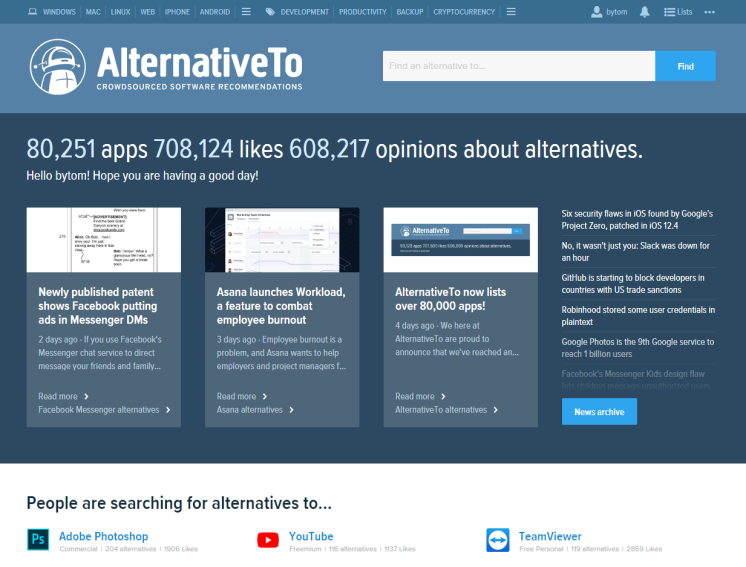 WINDOWS MAC LINUX WEB IPHONE ANDROID DEVELOPMENT PRODUCTIVITY BACKUP CRYPTOCURRENCY bytom Lists
AlternativeTo
CROWDSOURCED SOFTWARE RECOMMENDATIONS
Find an alternative to...
Find
80,251 apps 708,124 likes 608,217 opinions about alternatives.
Hello bytom! Hope you are having a good day!
Newly published patent
shows Facebook putting
ads in Messenger DMs
2 days ago - If you use Facebook's
Messenger chat service to direct
message your friends and family...
Read more
Facebook Messenger alternatives
Asana launches Workload,
a feature to combat
employee burnout
3 days ago - Employee burnout is a
problem, and Asana wants to help
employers and project managers f...
Read more
Asana alternatives
AlternativeTo
AlternativeTo now lists
over 80,000 apps!
4 days ago - We here at
AlternativeTo are proud to
announce that we've reached an...
Read more
AlternativeTo alternatives
Six security flaws in iOS found by Google's
Project Zero, patched in iOS 12.4
No, it wasn't just you: Slack was down for
an hour
GitHub is starting to block developers in
countries with US trade sanctions
Robinhood stored some user credentials in
plaintext
Google Photos is the 9th Google service to
reach 1 billion users
Facebook's Messenger Kids design flaw
lets children message unauthorized users
News archive
People are searching for alternatives to...
Ps
Adobe Photoshop
Commercial | 204 alternatives | 1906 Likes
YouTube
Freemium | 116 alternatives | 1137 Likes
TeamViewer
Free Personal | 119 alternatives | 2859 Likes